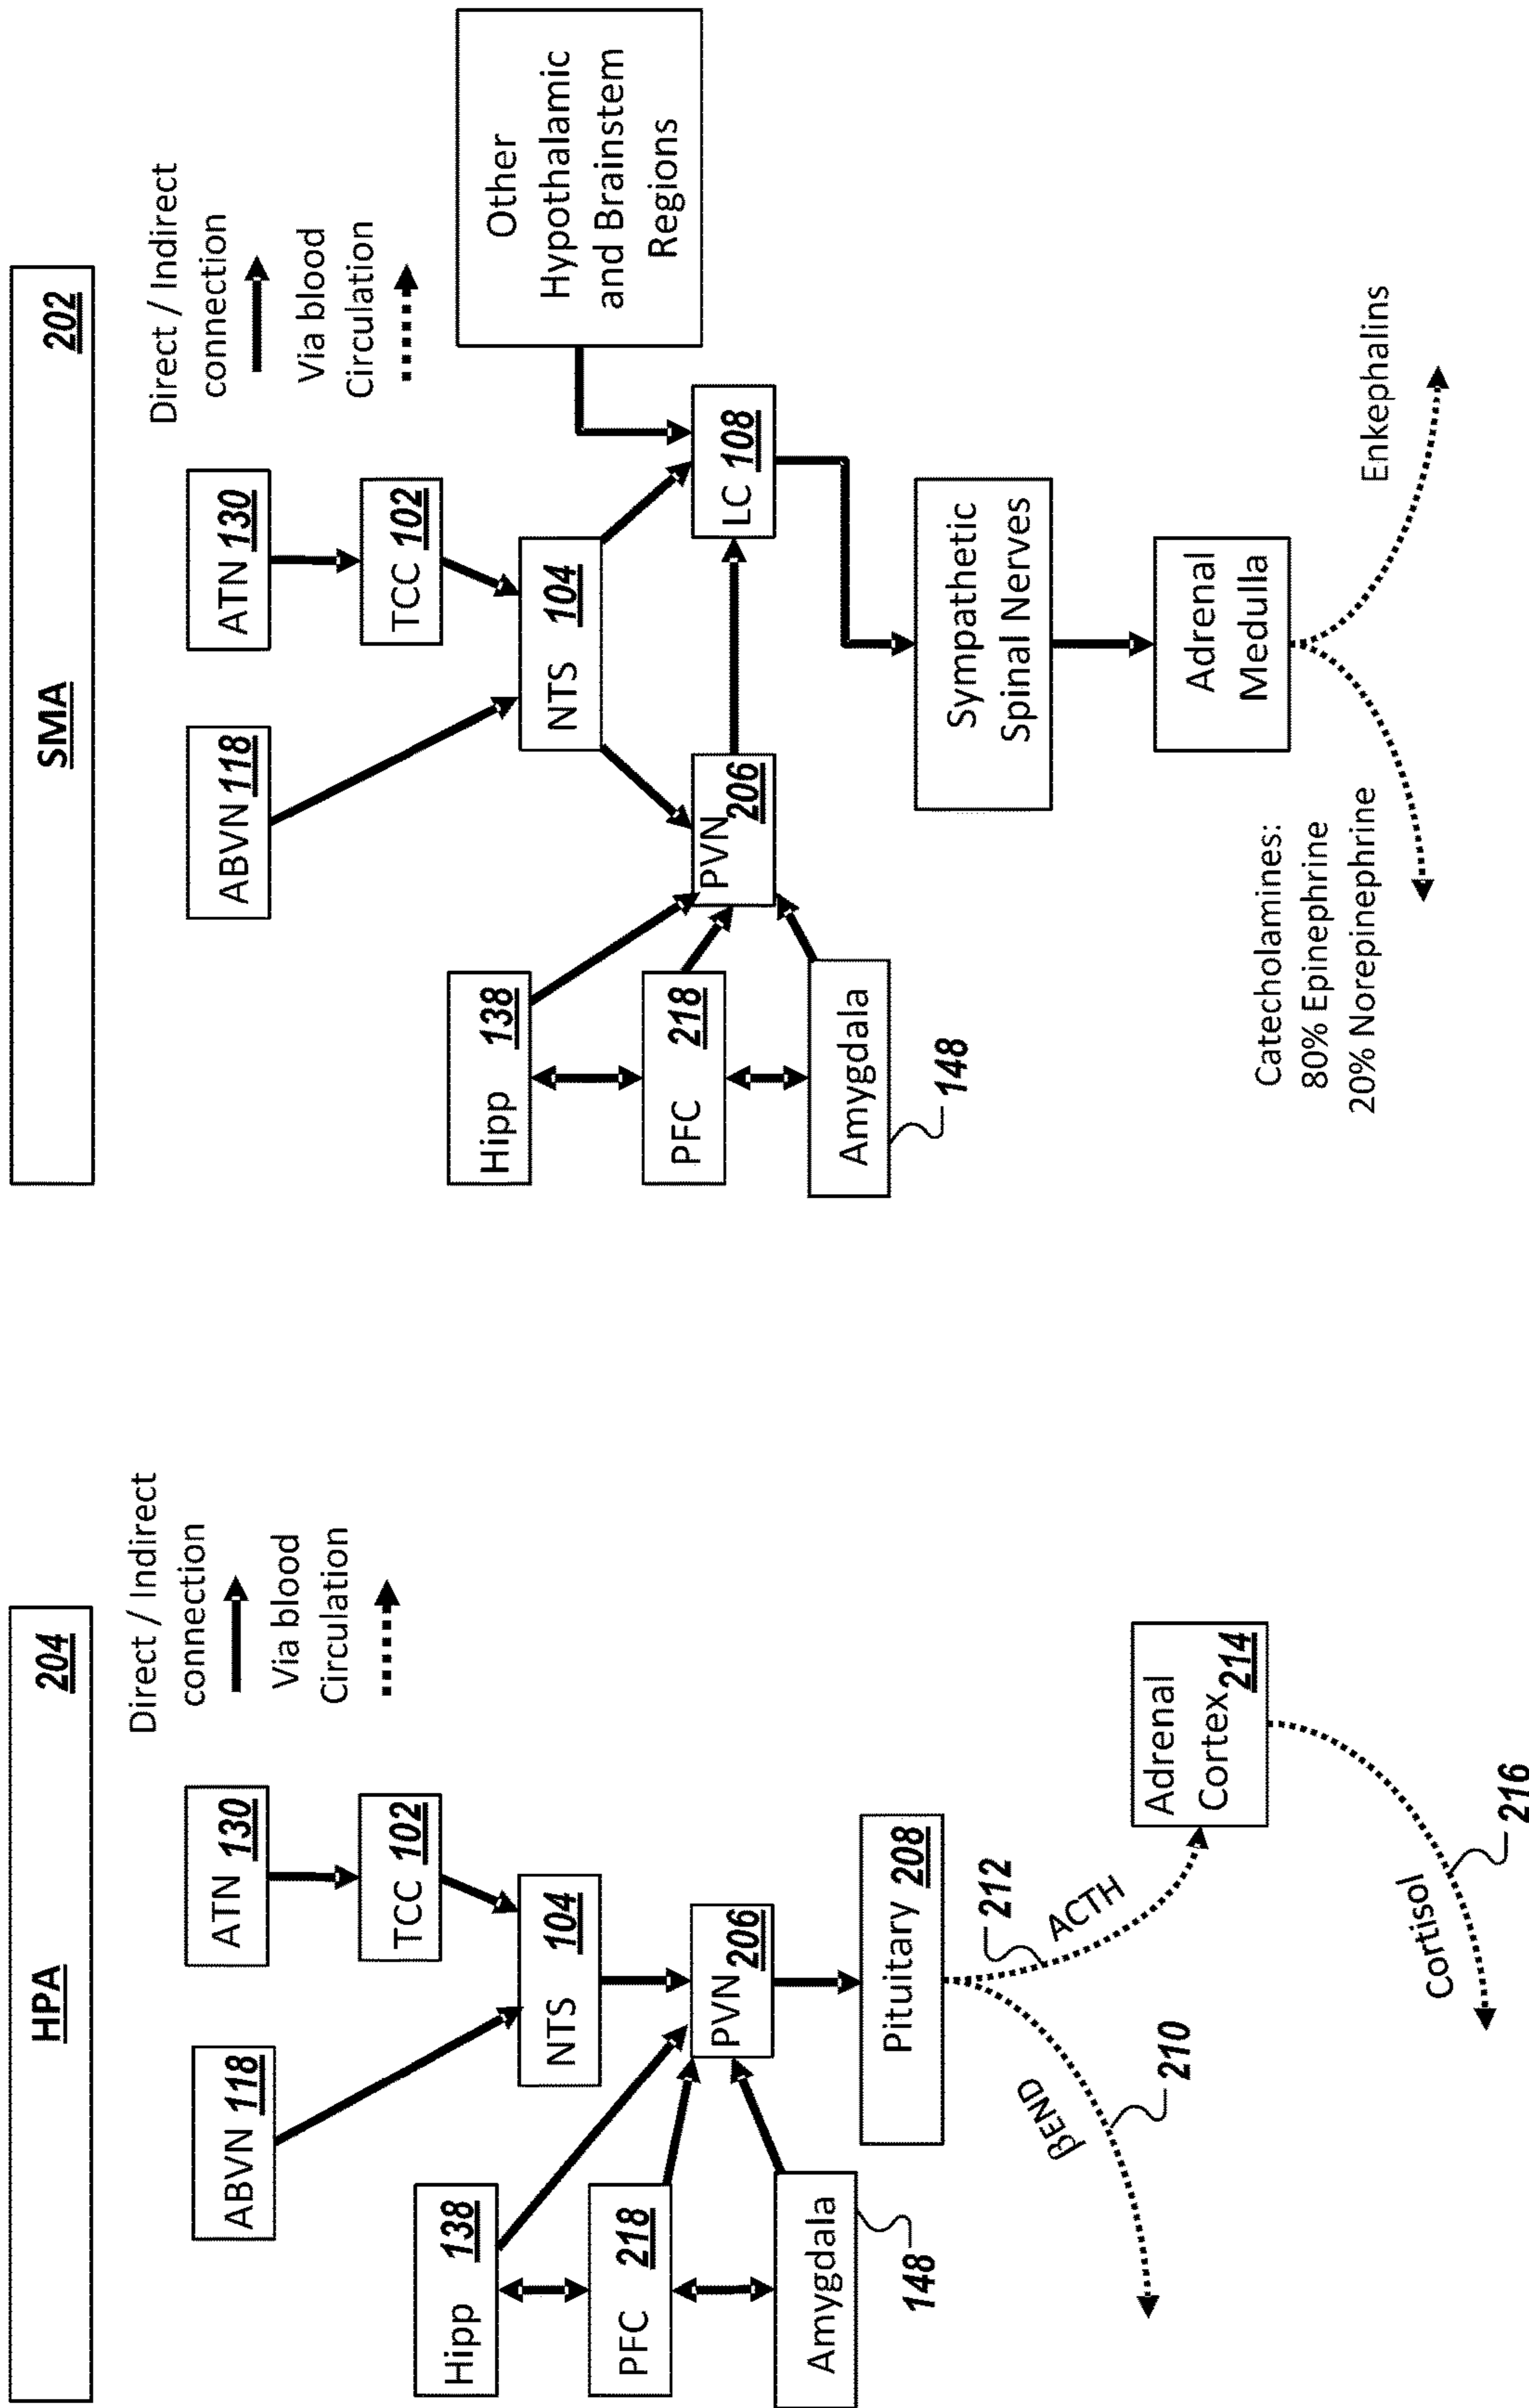 HPA 204
Direct / Indirect
connection
Via blood
Circulation
ATN 130
ABVN 118
TCC 102
NTS 104
Hipp 138
PFC 218
PVN 206
Amygdala
148
Pituitary 208
212
ACTH
βEND
210
Adrenal
Cortex 214
Cortisol
216
SMA 202
Direct / Indirect
connection
Via blood
Circulation
ATN 130
ABVN 118
TCC 102
Other
Hypothalamic
and Brainstem
Regions
NTS 104
Hipp 138
PFC 218
PVN 206
LC 108
Amygdala
148
Sympathetic
Spinal Nerves
Adrenal
Medulla
Catecholamines:
80% Epinephrine
20% Norepinephrine
Enkephalins